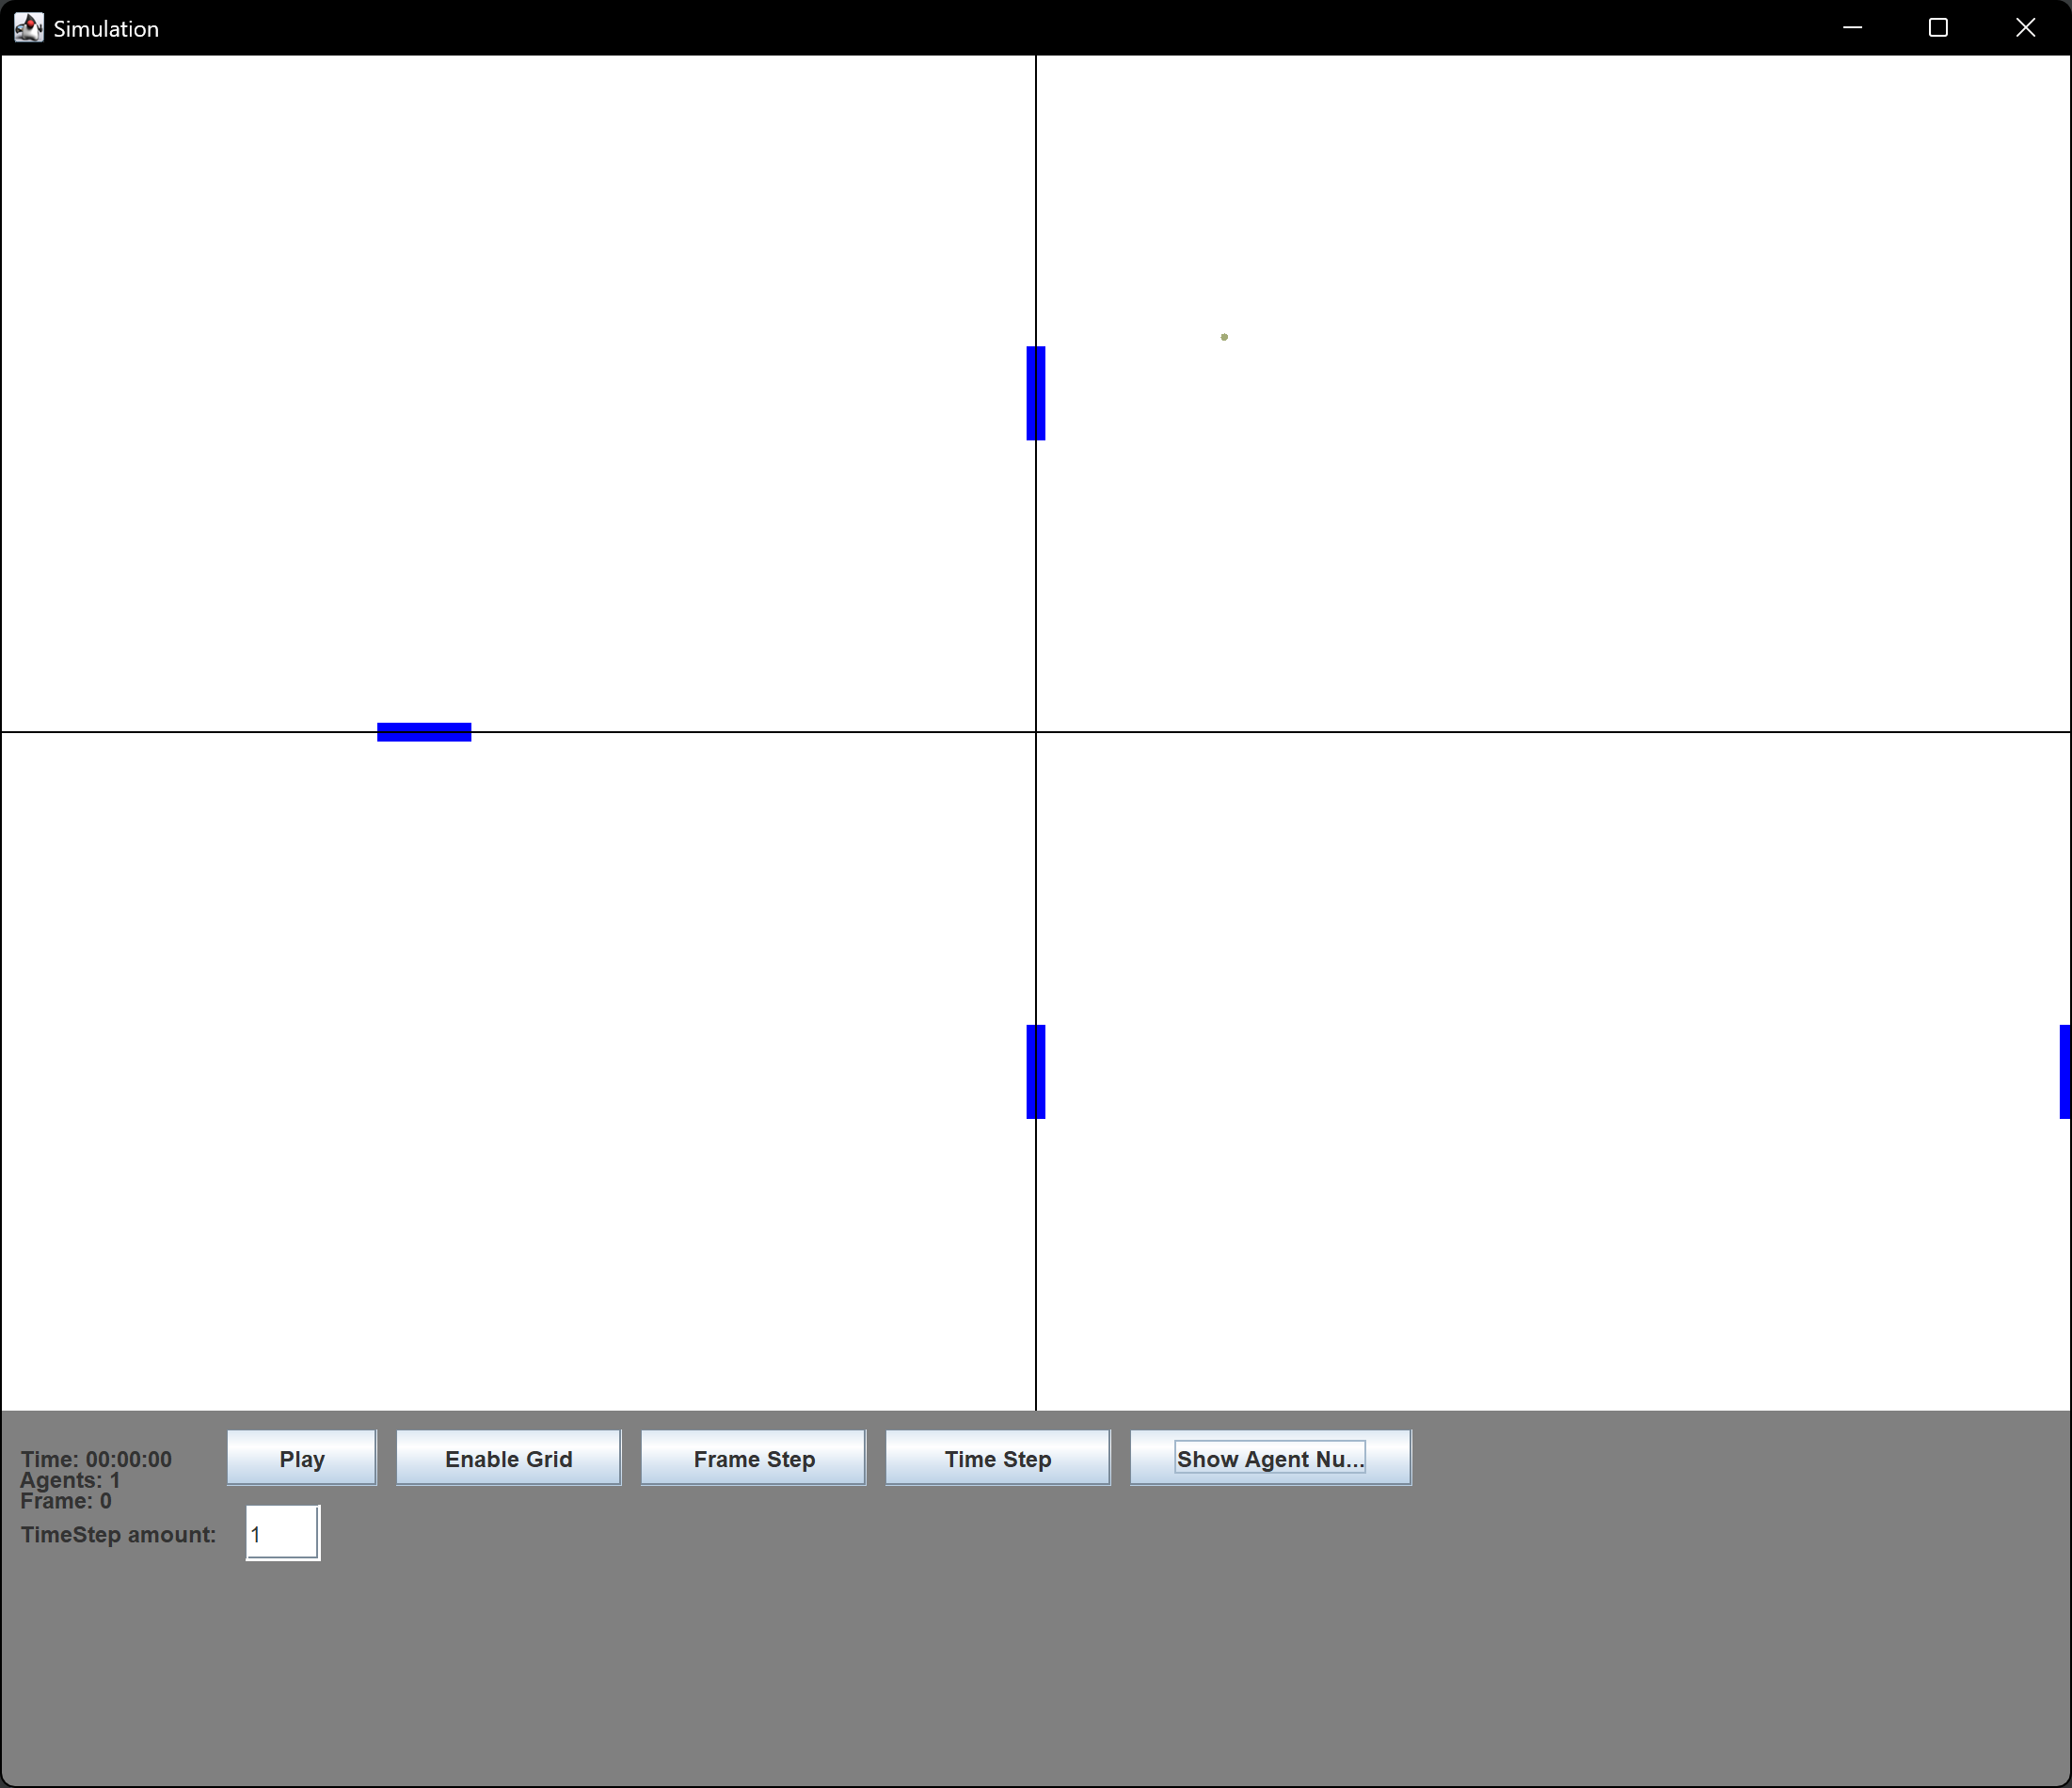 Simulation
Time: 00:00:00
Agents: 1
Frame: 0
Play
Enable Grid
Frame Step
Time Step
Show Agent Nu...
TimeStep amount:
1